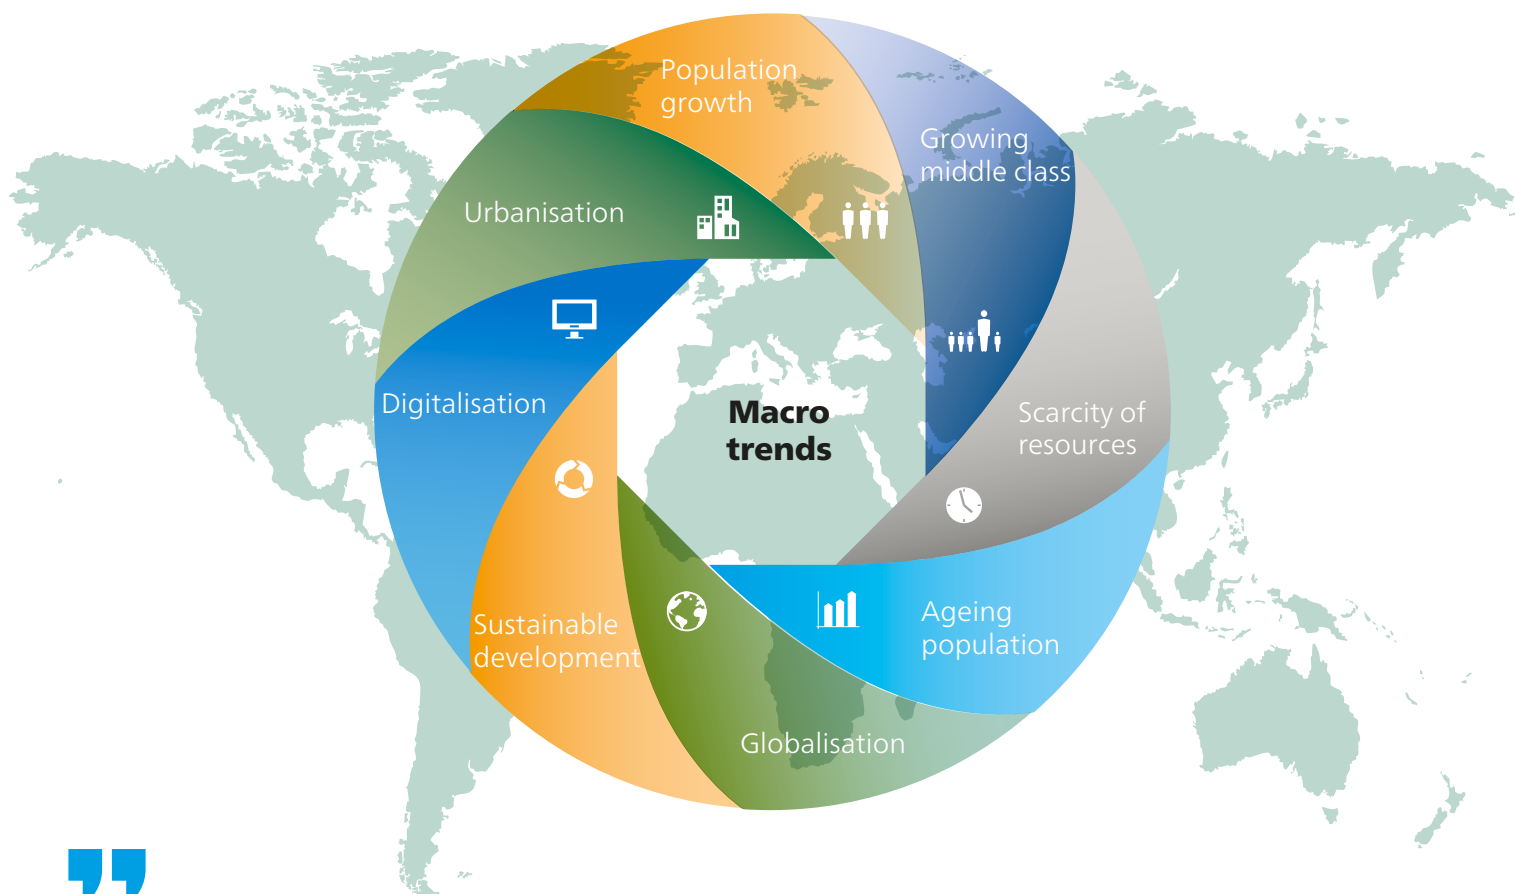 Population
growth
Growing
middle class
Urbanisation
Digitalisation
Macro
trends
Scarcity of
resources
Sustainable
development
Ageing
population
Globalisation
”